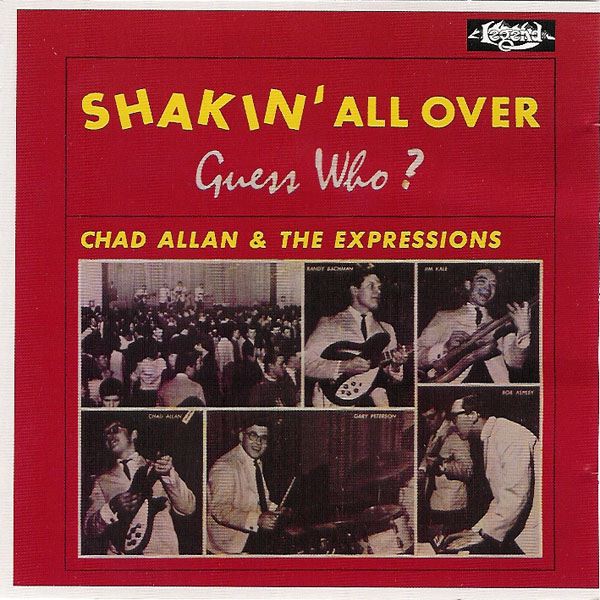 Legend
SHAKIN' ALL OVER
Guess Who?
CHAD ALLAN & THE EXPRESSIONS
RANDY BACHMAN
JIM KALE
BOB ASHLEY
CHAD ALLAN
GARY PETERSON